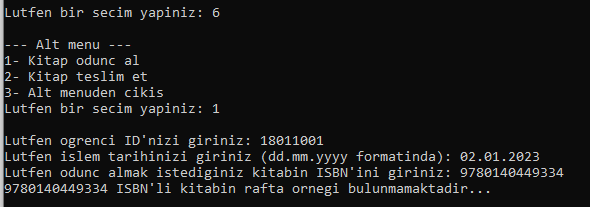 Lutfen bir secim yapiniz: 6
--- Alt menu ---
1- Kitap odunc al
2- Kitap teslim et
3- Alt menuden cikis
Lutfen bir secim yapiniz: 1
Lutfen ogrenci ID'nizi giriniz: 18011001
Lutfen islem tarihinizi giriniz (dd.mm.yyyy formatinda): 02.01.2023
Lutfen odunc almak istediginiz kitabin ISBN'ini giriniz: 9780140449334
9780140449334 ISBN'li kitabin rafta ornegi bulunmamaktadir...